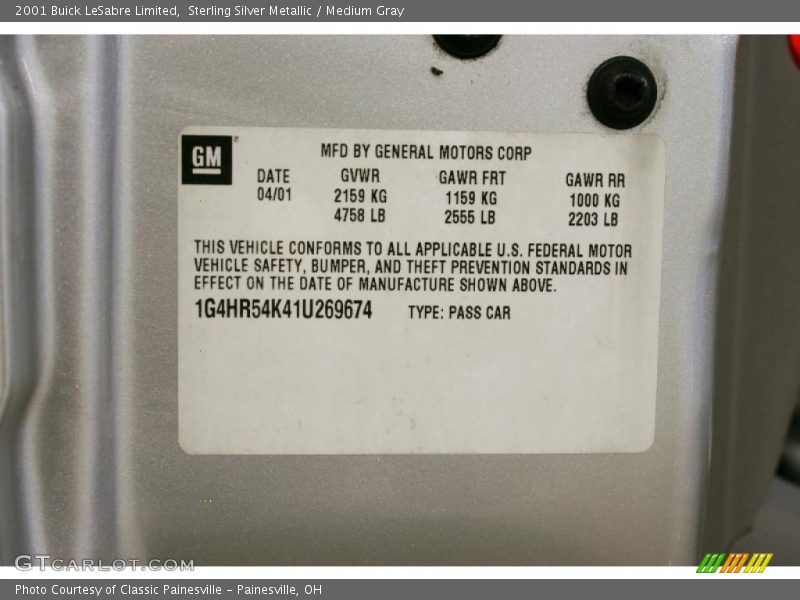 2001 Buick LeSabre Limited,  Sterling Silver Metallic / Medium Gray
GM
MFD BY GENERAL MOTORS CORP
DATE GVWR GAWR FRT GAWR RR
04/01 2159 KG 1159 KG 1000 KG
4758 LB 2555 LB 2203 LB
THIS VEHICLE CONFORMS TO ALL APPLICABLE U.S. FEDERAL MOTOR
VEHICLE SAFETY, BUMPER, AND THEFT PREVENTION STANDARDS IN
EFFECT ON THE DATE OF MANUFACTURE SHOWN ABOVE.
1G4HR54K41U269674 TYPE: PASS CAR
GTCARLOT.COM
Photo Courtesy of Classic Painesville - Painesville, OH